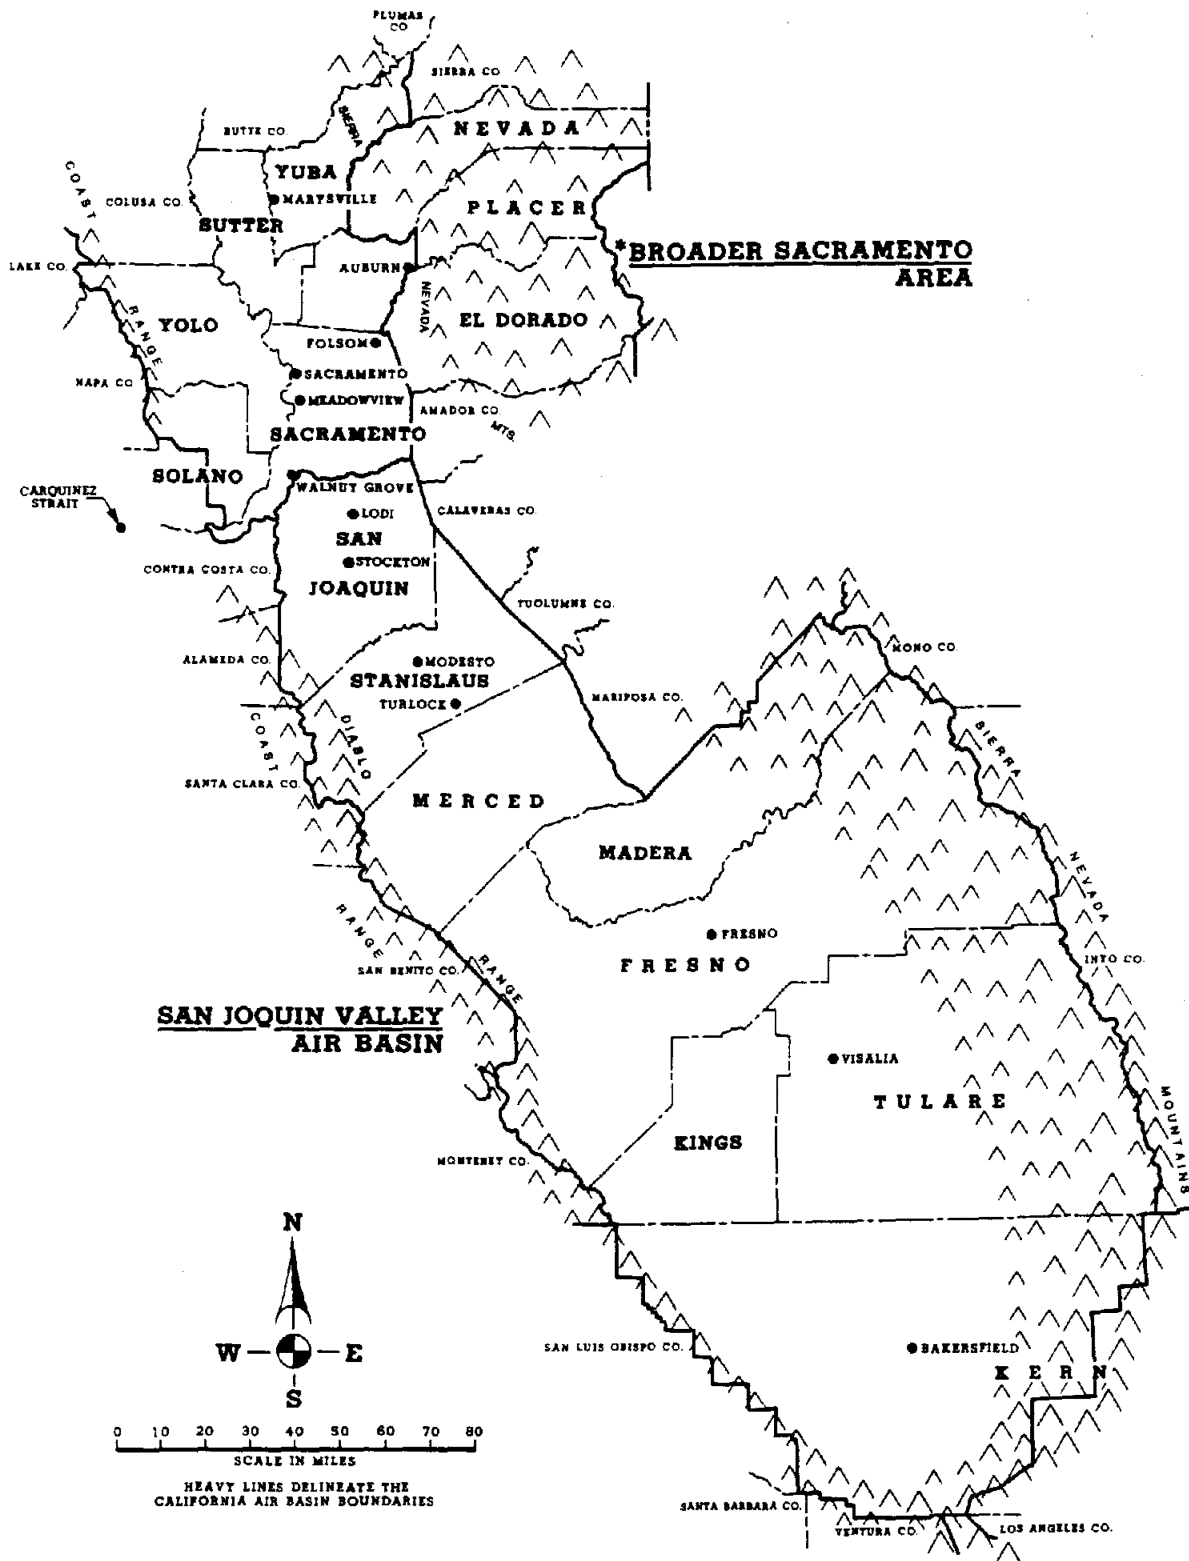 PLUMAS
CO
SIERRA CO.
BUTTE CO.
SIERRA
NEVADA
YUBA
MARYSVILLE
COAST
COLUSA CO.
SUTTER
PLACER
*BROADER SACRAMENTO
AREA
LAKE CO.
AUBURN
NEVADA
RANGE
YOLO
EL DORADO
FOLSOM
SACRAMENTO
NAPA CO.
MEADOWVIEW
AMADOR CO.
MTS.
SACRAMENTO
SOLANO
CARQUINEZ
STRAIT
WALNUT GROVE
LODI
CALAVERAS CO.
SAN
STOCKTON
CONTRA COSTA CO.
JOAQUIN
TUOLUMNE CO.
ALAMEDA CO.
MODESTO
STANISLAUS
TURLOCK
MARIPOSA CO.
MONO CO.
COAST
DIABLO
SIERRA
SANTA CLARA CO.
MERCED
MADERA
NEVADA
RANGE
FRESNO
FRESNO
SAN BENITO CO.
RANGE
INYO CO.
SAN JOQUIN VALLEY
AIR BASIN
VISALIA
TULARE
MOUNTAINS
KINGS
MONTEREY CO.
N
W
E
S
SAN LUIS OBISPO CO.
BAKERSFIELD
KERN
0 10 20 30 40 50 60 70 80
SCALE IN MILES
HEAVY LINES DELINEATE THE
CALIFORNIA AIR BASIN BOUNDARIES
SANTA BARBARA CO.
VENTURA CO.
LOS ANGELES CO.